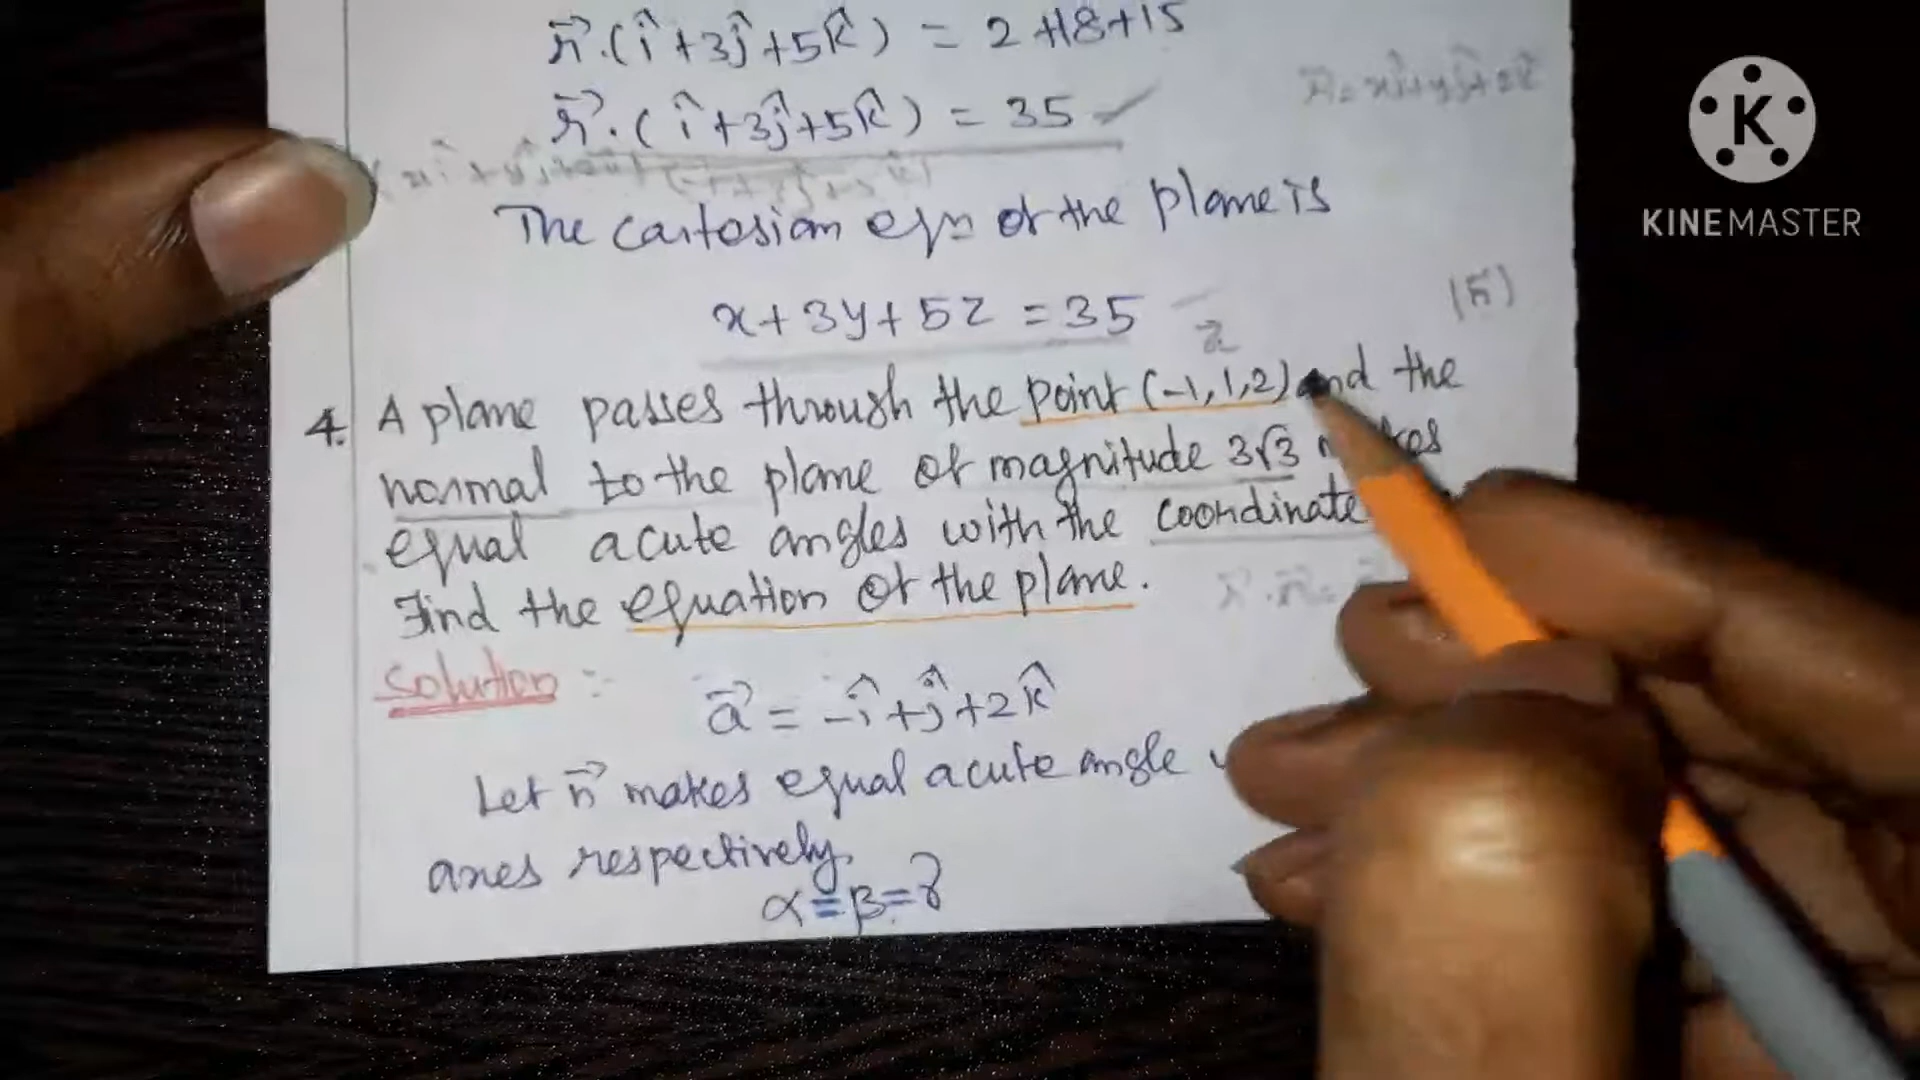 r⃗.(î+3ĵ+5k̂) = 2+18+15
r⃗.(î+3ĵ+5k̂) = 35
K
KINEMASTER
The cartesian eqn of the plane is
x+3y+5z = 35
(n⃗)
a⃗
4. A plane passes through the point (-1,1,2) and the
normal to the plane of magnitude 3√3 makes
equal acute angles with the coordinate
Find the equation of the plane.
Solution :-
a⃗ = -î+ĵ+2k̂
Let n⃗ makes equal acute angle
axes respectively.
α=β=γ